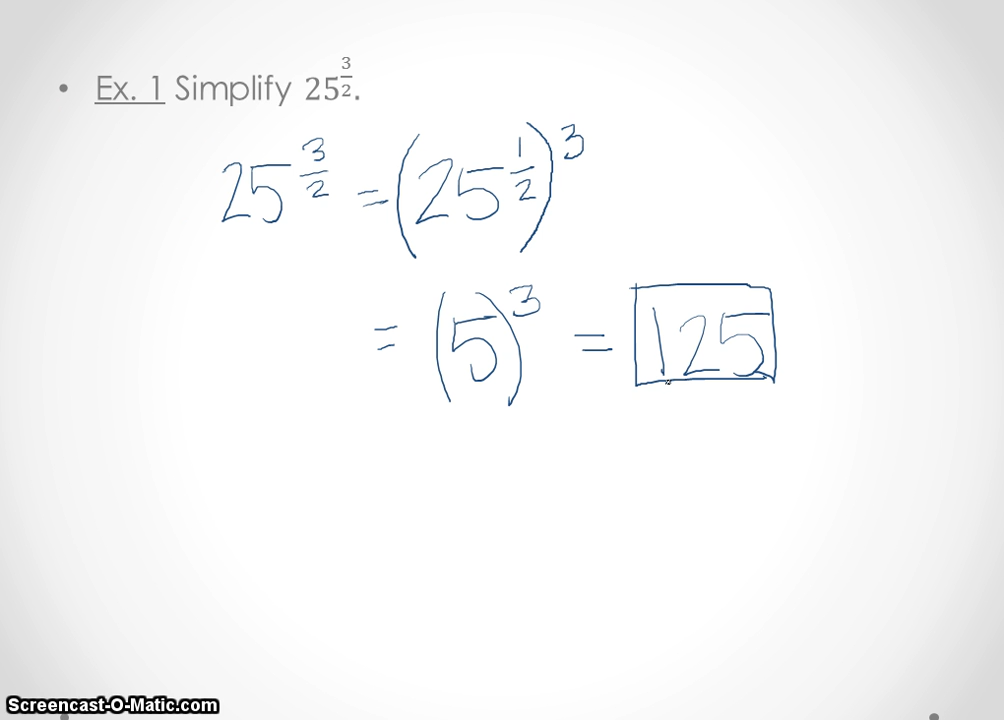 • Ex. 1 Simplify 25^(3/2).
25^(3/2) = (25^(1/2))^3
= (5)^3 = 125
Screencast-O-Matic.com